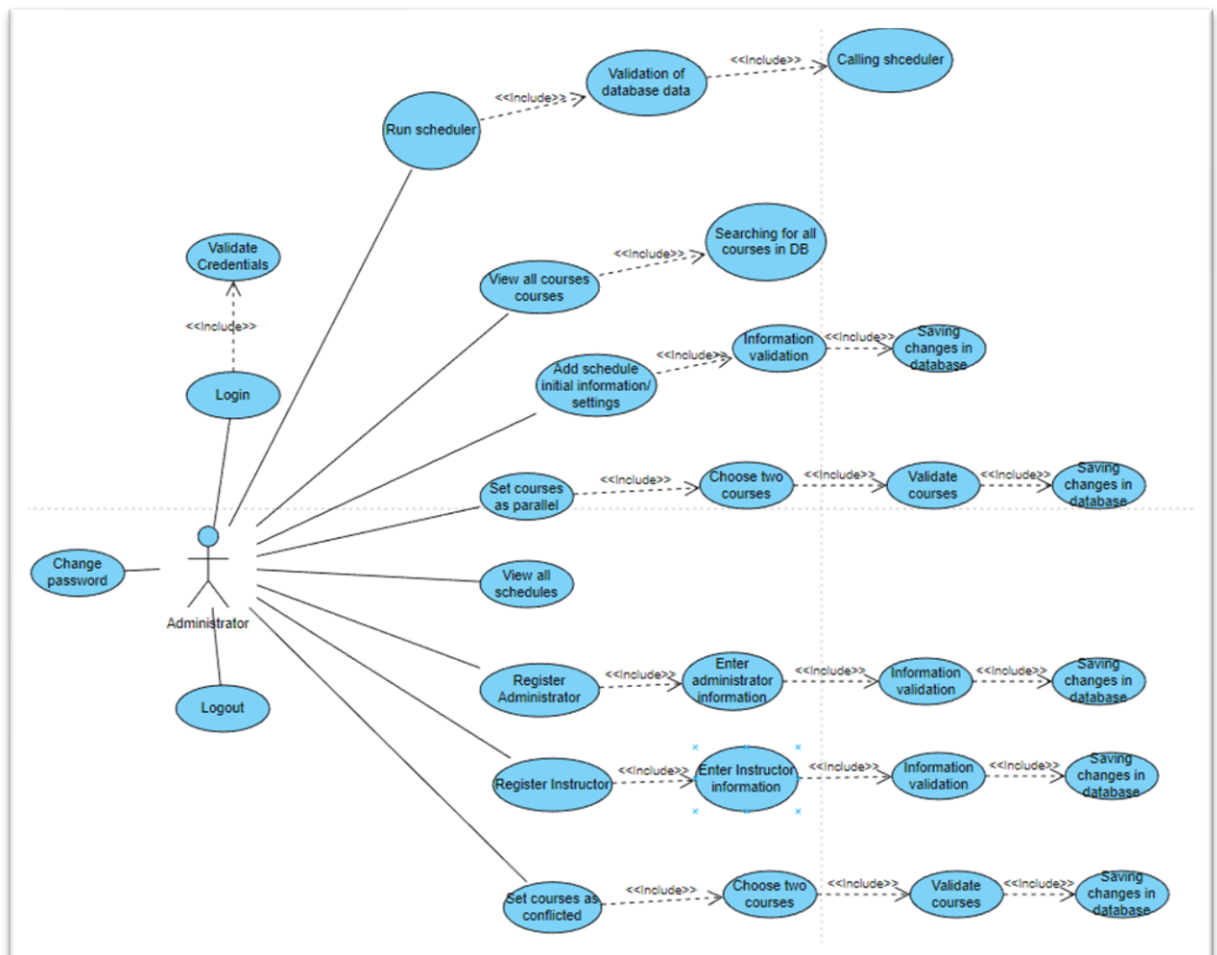 Calling shceduler
<<Include>>
Validation of
database data
<<Include>>
Run scheduler
Validate
Credentials
<<Include>>
Login
Searching for all
courses in DB
<<Include>>
View all courses
courses
Add schedule
initial information/
settings
<<Include>>
Information
validation
<<Include>>
Saving
changes in
database
Set courses
as parallel
<<Include>>
Choose two
courses
<<Include>>
Validate
courses
<<Include>>
Saving
changes in
database
Change
password
Administrator
View all
schedules
Logout
Register
Administrator
<<Include>>
Enter
administrator
information
<<Include>>
Information
validation
<<Include>>
Saving
changes in
database
Register Instructor
<<Include>>
Enter Instructor
information
<<Include>>
Information
validation
<<Include>>
Saving
changes in
database
Set courses as
conflicted
<<Include>>
Choose two
courses
<<Include>>
Validate
courses
<<Include>>
Saving
changes in
database